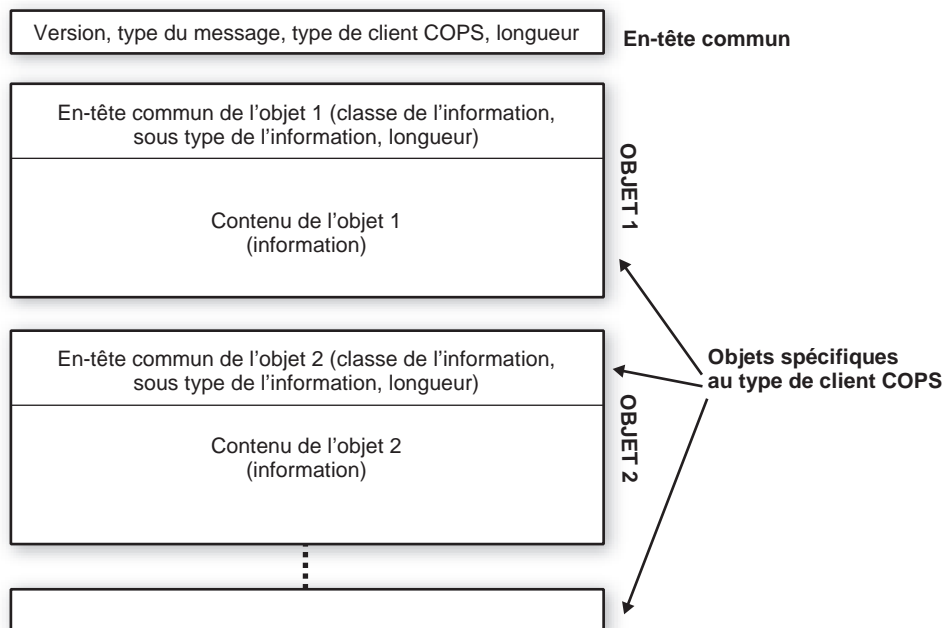 Version, type du message, type de client COPS, longueur
En-tête commun
En-tête commun de l’objet 1 (classe de l’information,
sous type de l’information, longueur)
Contenu de l’objet 1
(information)
OBJET 1
En-tête commun de l’objet 2 (classe de l’information,
sous type de l’information, longueur)
Contenu de l’objet 2
(information)
OBJET 2
Objets spécifiques
au type de client COPS